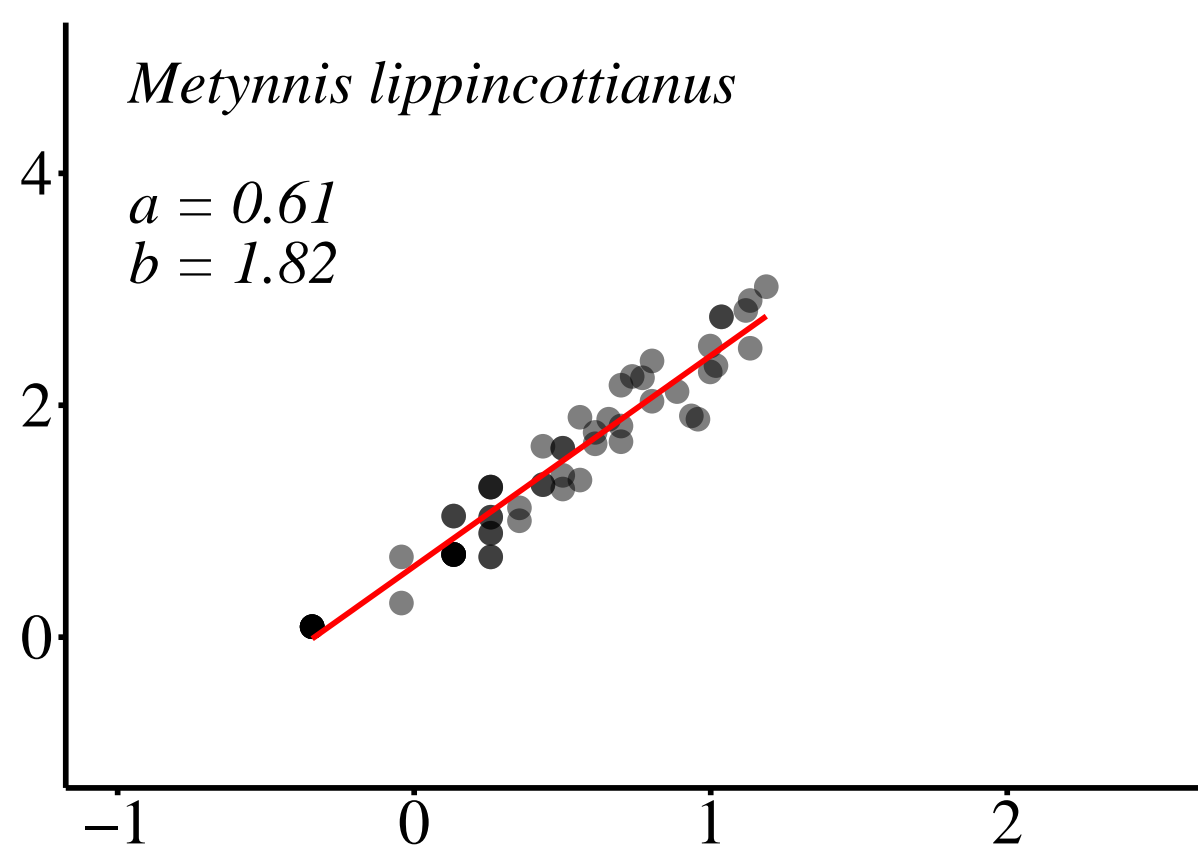 Metynnis lippincottianus
a = 0.61
b = 1.82
4
2
0
−1 0 1 2